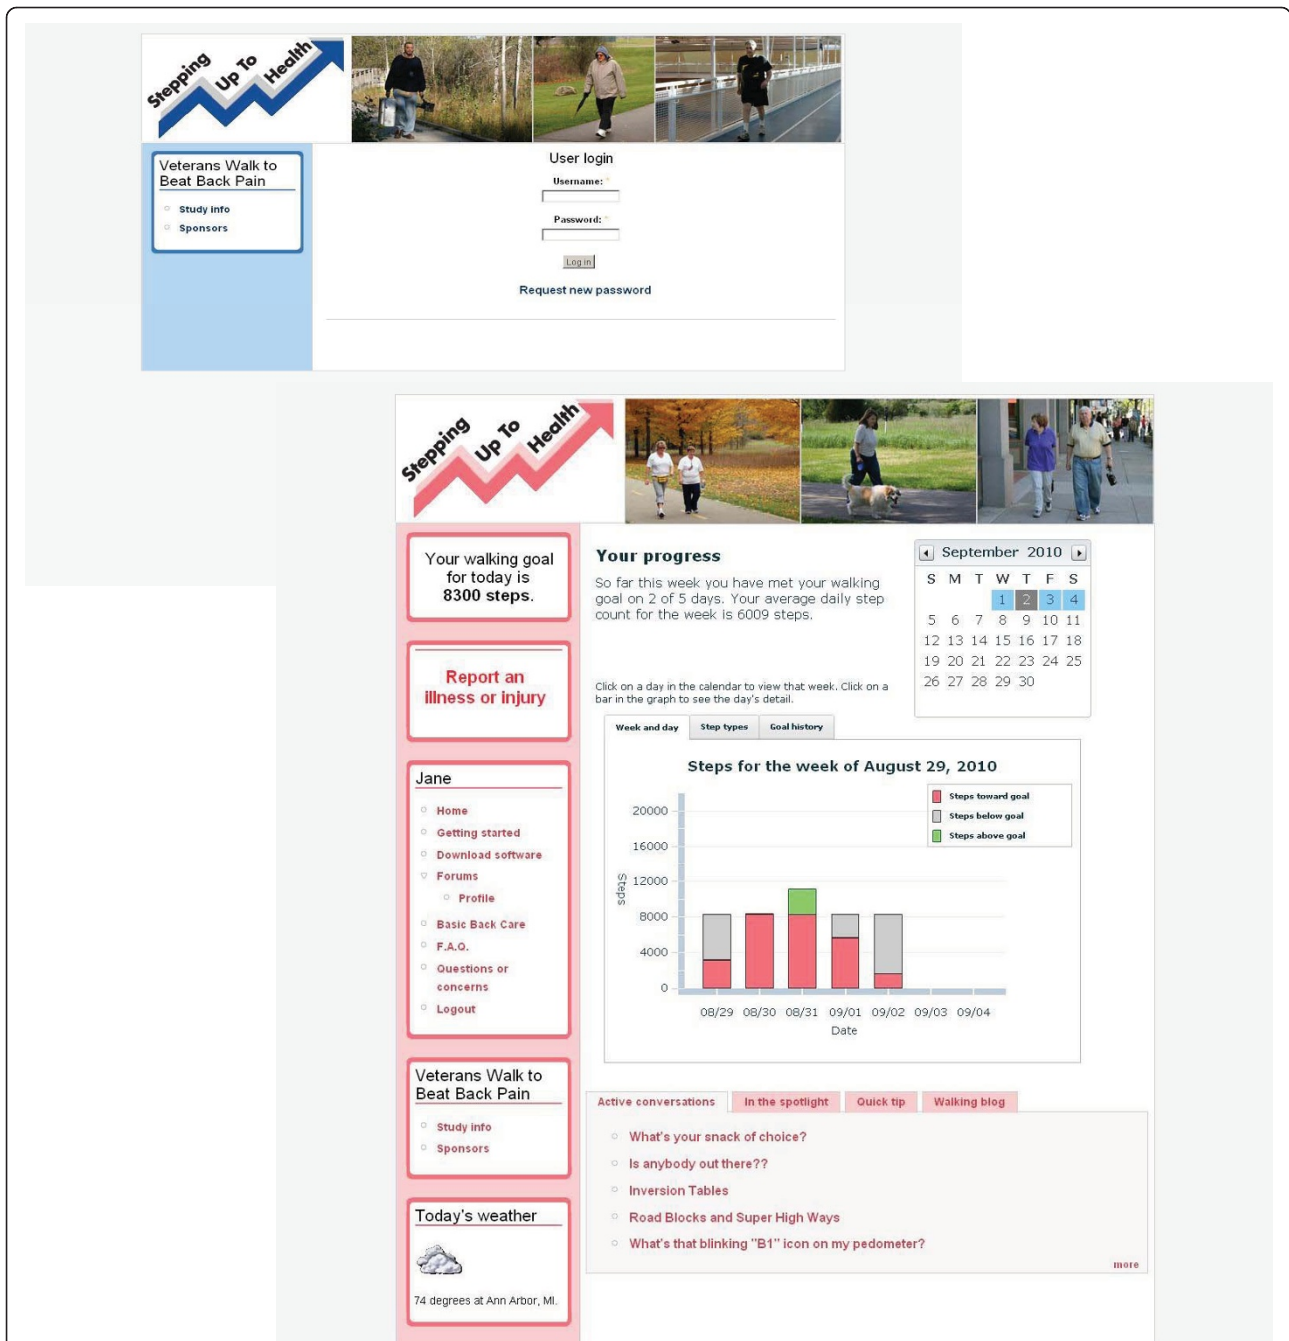 Stepping Up To Health
Veterans Walk to
Beat Back Pain
Study info
Sponsors
User login
Username: *
Password: *
Log in
Request new password
Stepping Up To Health
Your walking goal
for today is
8300 steps.
Report an
illness or injury
Jane
Home
Getting started
Download software
Forums
Profile
Basic Back Care
F.A.Q.
Questions or
concerns
Logout
Veterans Walk to
Beat Back Pain
Study info
Sponsors
Today's weather
74 degrees at Ann Arbor, MI.
Your progress
So far this week you have met your walking
goal on 2 of 5 days. Your average daily step
count for the week is 6009 steps.
September 2010
S M T W T F S
1 2 3 4
5 6 7 8 9 10 11
12 13 14 15 16 17 18
19 20 21 22 23 24 25
26 27 28 29 30
Click on a day in the calendar to view that week. Click on a
bar in the graph to see the day's detail.
Week and day Step types Goal history
Steps for the week of August 29, 2010
Steps toward goal
Steps below goal
Steps above goal
Steps
20000
16000
12000
8000
4000
0
08/29 08/30 08/31 09/01 09/02 09/03 09/04
Date
Active conversations In the spotlight Quick tip Walking blog
What's your snack of choice?
Is anybody out there??
Inversion Tables
Road Blocks and Super High Ways
What's that blinking "B1" icon on my pedometer?
more